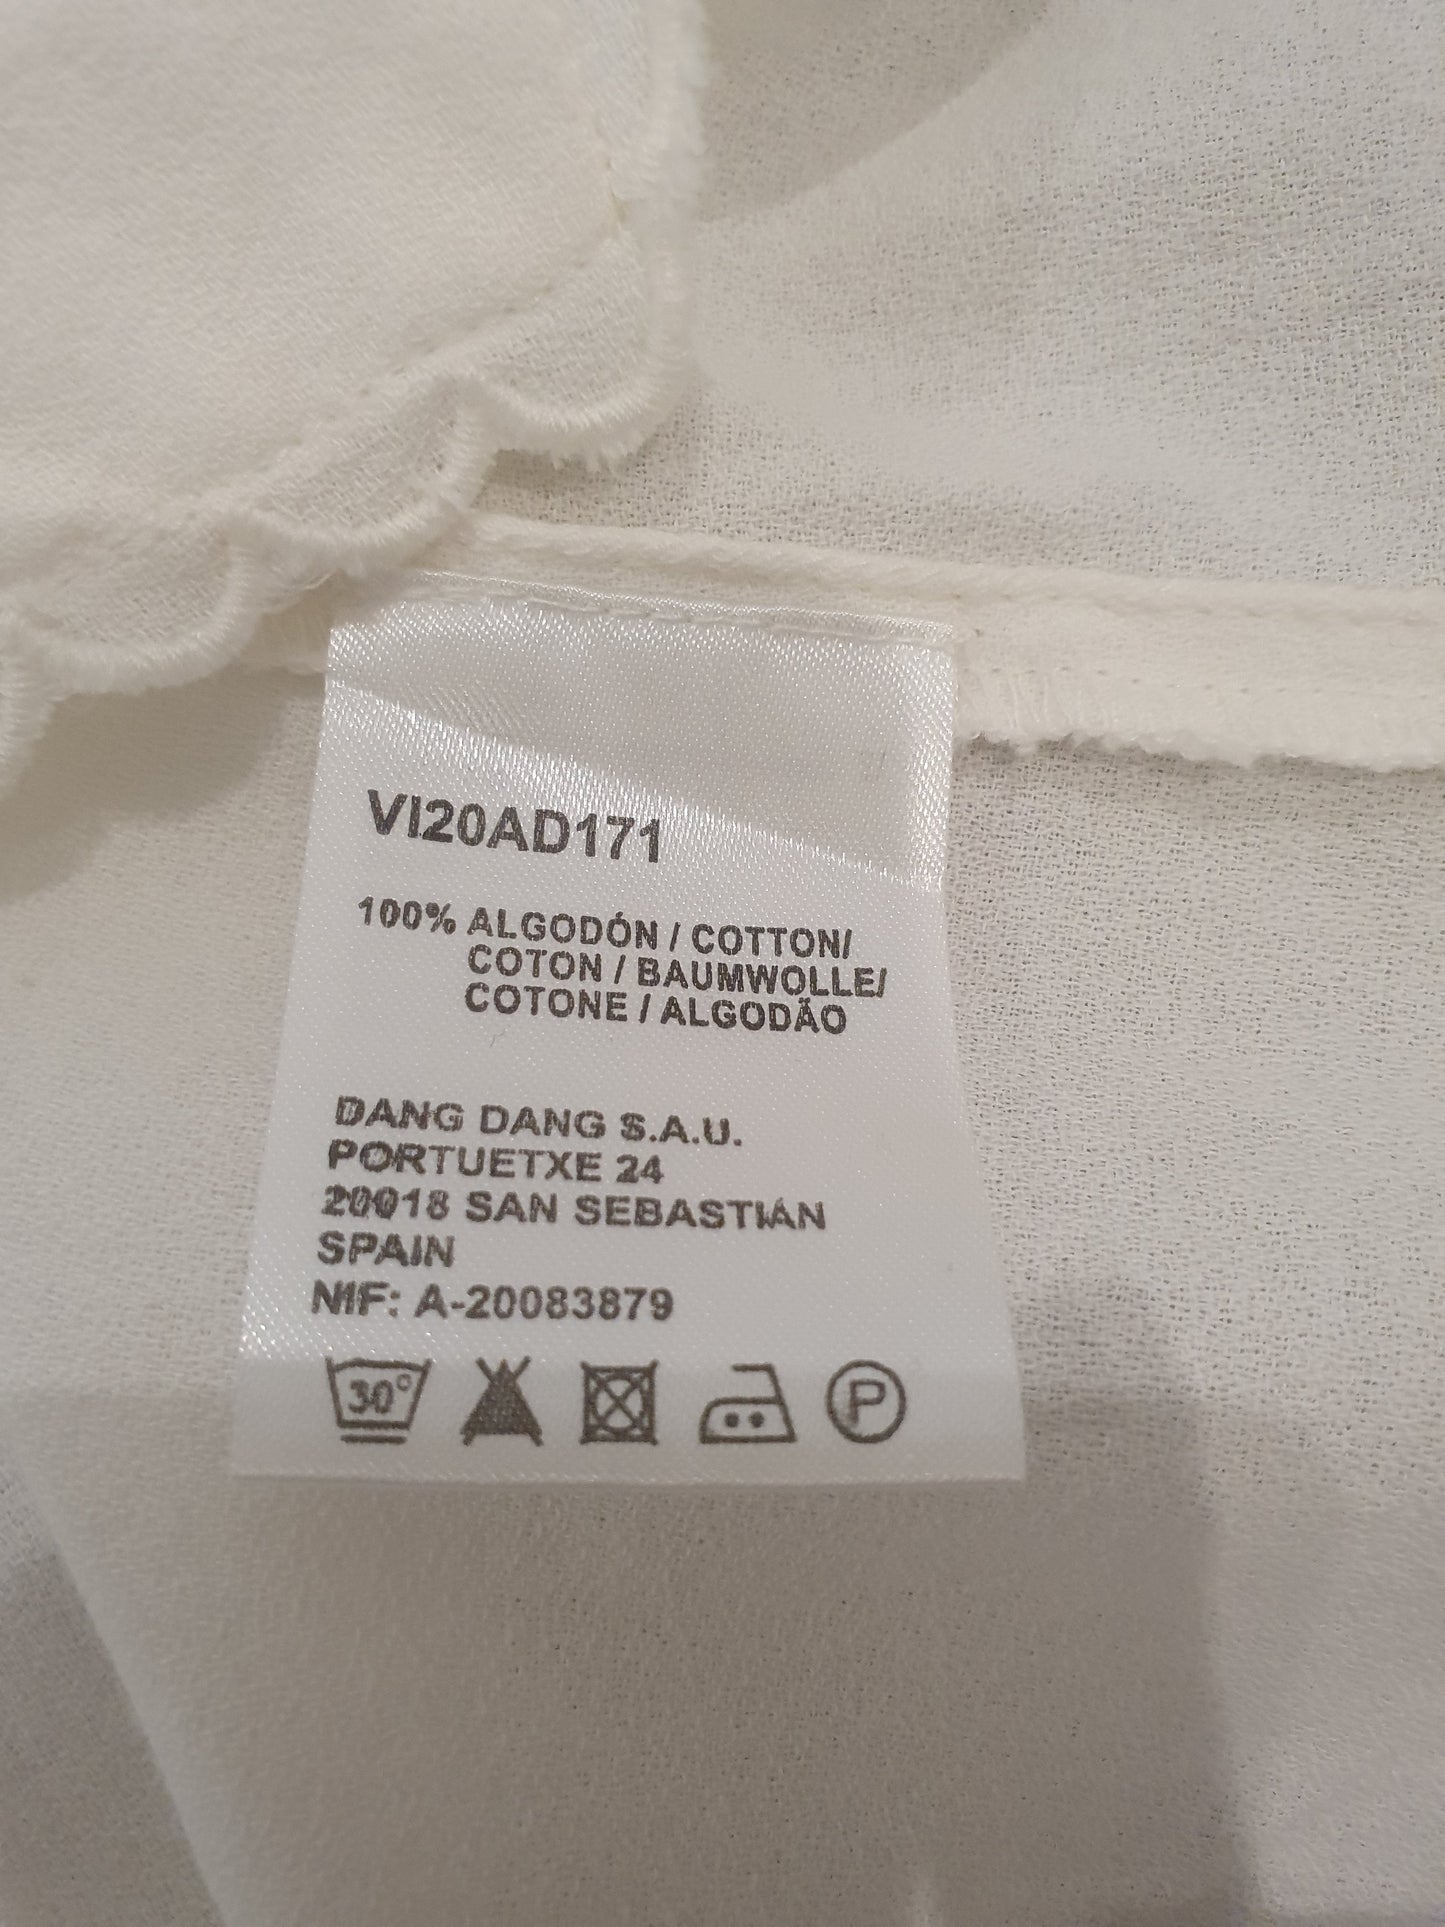 VI20AD171
100% ALGODÓN / COTTON/
COTON / BAUMWOLLE/
COTONE / ALGODÃO
DANG DANG S.A.U.
PORTUETXE 24
20018 SAN SEBASTIÁN
SPAIN
NIF: A-20083879
30° P